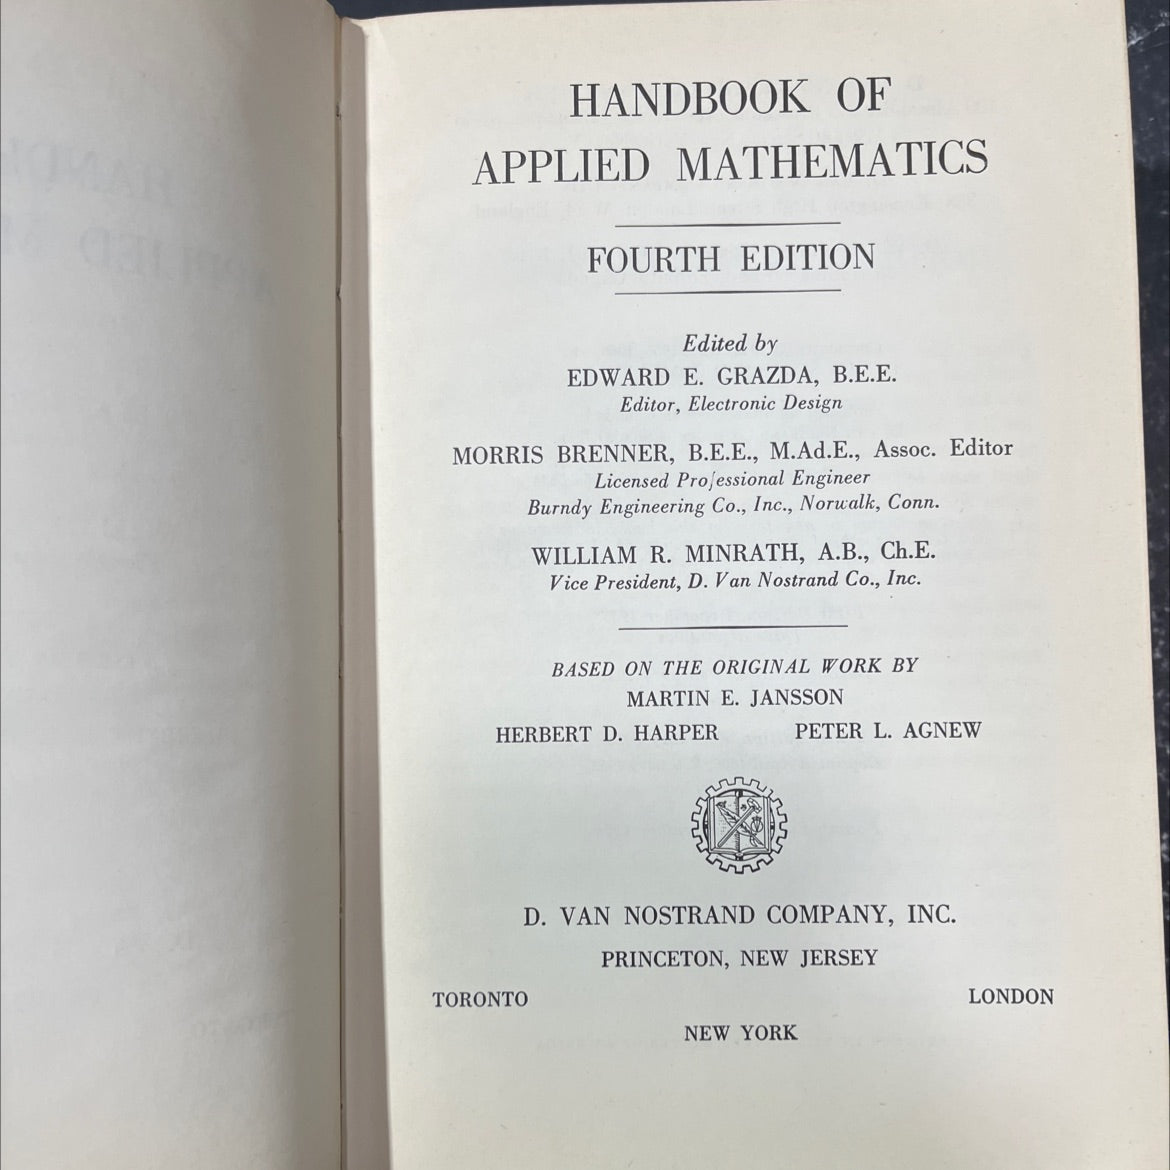 HANDBOOK OF
APPLIED MATHEMATICS
FOURTH EDITION
Edited by
EDWARD E. GRAZDA, B.E.E.
Editor, Electronic Design
MORRIS BRENNER, B.E.E., M.Ad.E., Assoc. Editor
Licensed Professional Engineer
Burndy Engineering Co., Inc., Norwalk, Conn.
WILLIAM R. MINRATH, A.B., Ch.E.
Vice President, D. Van Nostrand Co., Inc.
BASED ON THE ORIGINAL WORK BY
MARTIN E. JANSSON
HERBERT D. HARPER PETER L. AGNEW
D. VAN NOSTRAND COMPANY, INC.
PRINCETON, NEW JERSEY
TORONTO LONDON
NEW YORK